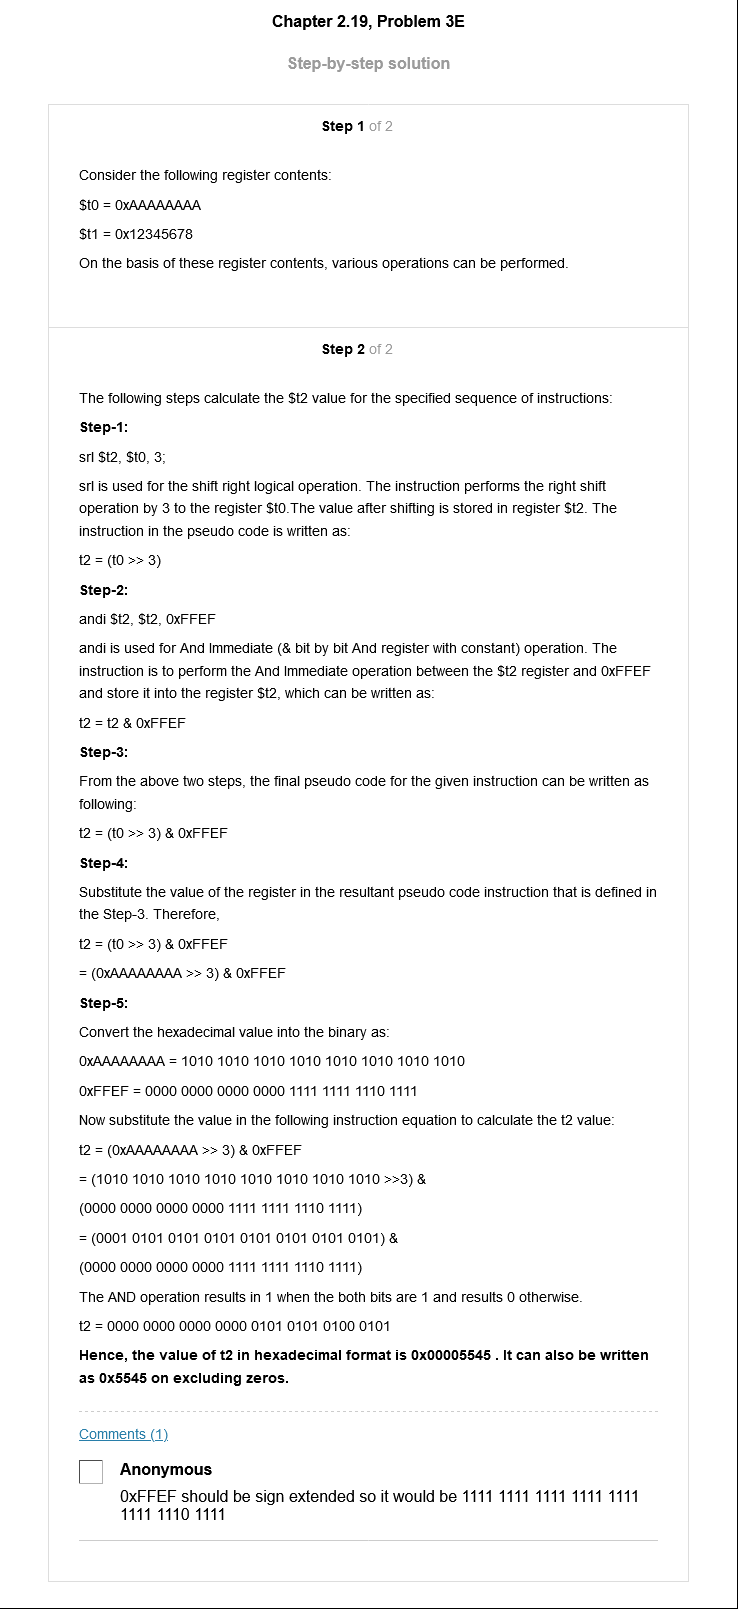 Chapter 2.19, Problem 3E
Step-by-step solution
Step 1 of 2
Consider the following register contents:
$t0 = 0xAAAAAAAA
$t1 = 0x12345678
On the basis of these register contents, various operations can be performed.
Step 2 of 2
The following steps calculate the $t2 value for the specified sequence of instructions:
Step-1:
srl $t2, $t0, 3;
srl is used for the shift right logical operation. The instruction performs the right shift
operation by 3 to the register $t0.The value after shifting is stored in register $t2. The
instruction in the pseudo code is written as:
t2 = (t0 >> 3)
Step-2:
andi $t2, $t2, 0xFFEF
andi is used for And Immediate (& bit by bit And register with constant) operation. The
instruction is to perform the And Immediate operation between the $t2 register and 0xFFEF
and store it into the register $t2, which can be written as:
t2 = t2 & 0xFFEF
Step-3:
From the above two steps, the final pseudo code for the given instruction can be written as
following:
t2 = (t0 >> 3) & 0xFFEF
Step-4:
Substitute the value of the register in the resultant pseudo code instruction that is defined in
the Step-3. Therefore,
t2 = (t0 >> 3) & 0xFFEF
= (0xAAAAAAAA >> 3) & 0xFFEF
Step-5:
Convert the hexadecimal value into the binary as:
0xAAAAAAAA = 1010 1010 1010 1010 1010 1010 1010 1010
0xFFEF = 0000 0000 0000 0000 1111 1111 1110 1111
Now substitute the value in the following instruction equation to calculate the t2 value:
t2 = (0xAAAAAAAA >> 3) & 0xFFEF
= (1010 1010 1010 1010 1010 1010 1010 1010 >>3) &
(0000 0000 0000 0000 1111 1111 1110 1111)
= (0001 0101 0101 0101 0101 0101 0101 0101) &
(0000 0000 0000 0000 1111 1111 1110 1111)
The AND operation results in 1 when the both bits are 1 and results 0 otherwise.
t2 = 0000 0000 0000 0000 0101 0101 0100 0101
Hence, the value of t2 in hexadecimal format is 0x00005545 . It can also be written
as 0x5545 on excluding zeros.
Comments (1)
Anonymous
0xFFEF should be sign extended so it would be 1111 1111 1111 1111 1111
1111 1110 1111